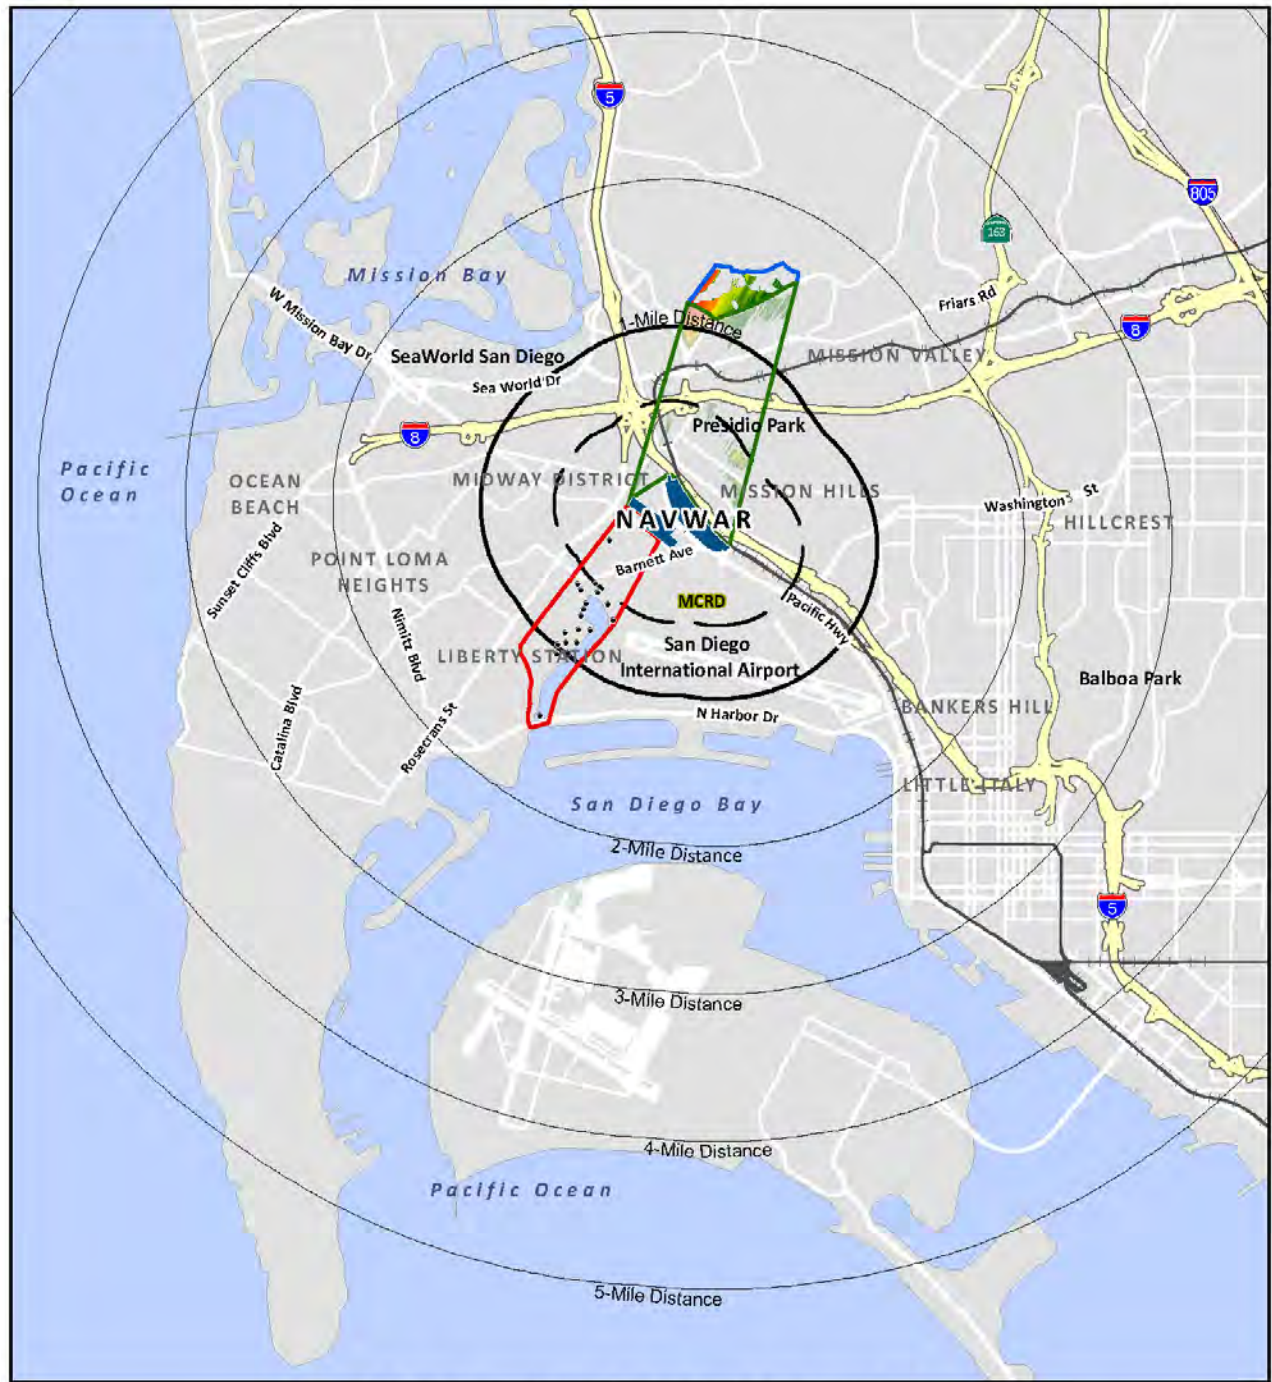 5
805
163
Mission Bay
W Mission Bay Dr
Friars Rd
1-Mile Distance
8
SeaWorld San Diego
MISSION VALLEY
Sea World Dr
Presidio Park
8
Pacific
Ocean
OCEAN
BEACH
MIDWAY DISTRICT
MISSION HILLS
Washington St
HILLCREST
NAVWAR
Barnett Ave
Sunset Cliffs Blvd
POINT LOMA
HEIGHTS
MCRD
Pacific Hwy
Nimitz Blvd
LIBERTY STATION
San Diego
International Airport
Balboa Park
BANKERS HILL
Catalina Blvd
Rosecrans St
N Harbor Dr
LITTLE ITALY
San Diego Bay
2-Mile Distance
5
3-Mile Distance
4-Mile Distance
Pacific Ocean
5-Mile Distance